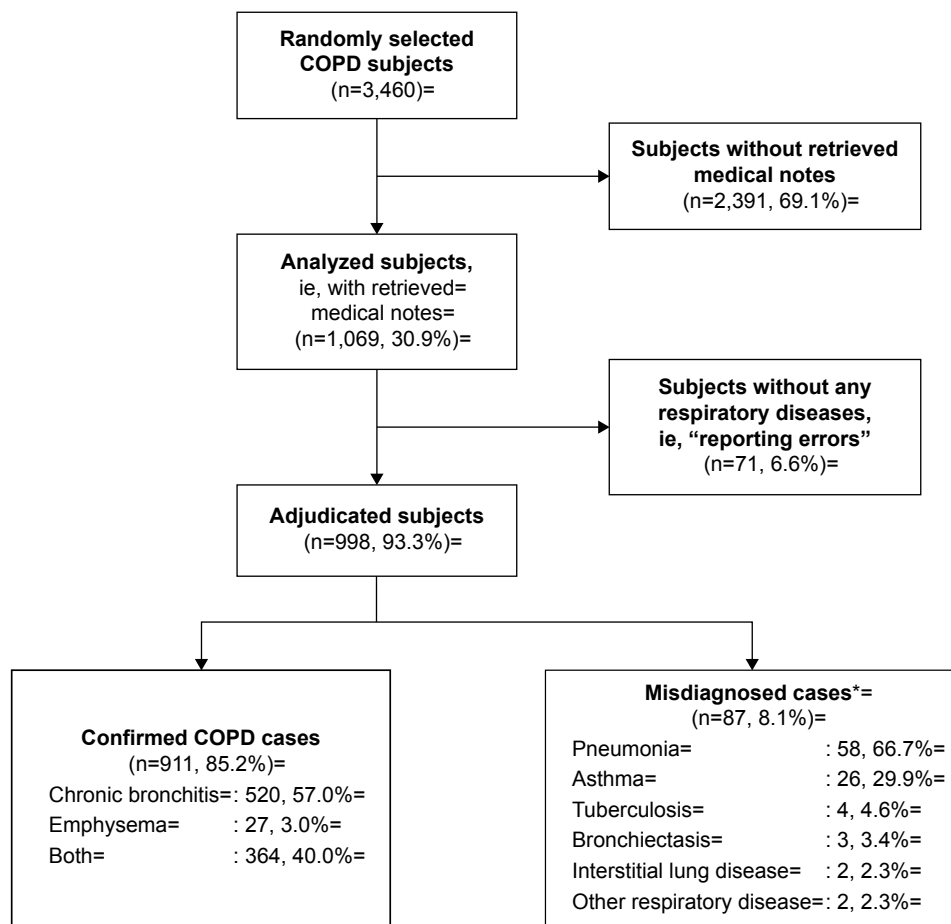 Randomly selected
COPD subjects
(n=3,460)=
Subjects without retrieved
medical notes
(n=2,391, 69.1%)=
Analyzed subjects,
ie, with retrieved=
medical notes=
(n=1,069, 30.9%)=
Subjects without any
respiratory diseases,
ie, “reporting errors”
(n=71, 6.6%)=
Adjudicated subjects
(n=998, 93.3%)=
Confirmed COPD cases
(n=911, 85.2%)=
Chronic bronchitis=: 520, 57.0%=
Emphysema= : 27, 3.0%=
Both= : 364, 40.0%=
Misdiagnosed cases*=
(n=87, 8.1%)=
Pneumonia= : 58, 66.7%=
Asthma= : 26, 29.9%=
Tuberculosis= : 4, 4.6%=
Bronchiectasis= : 3, 3.4%=
Interstitial lung disease= : 2, 2.3%=
Other respiratory disease=: 2, 2.3%=